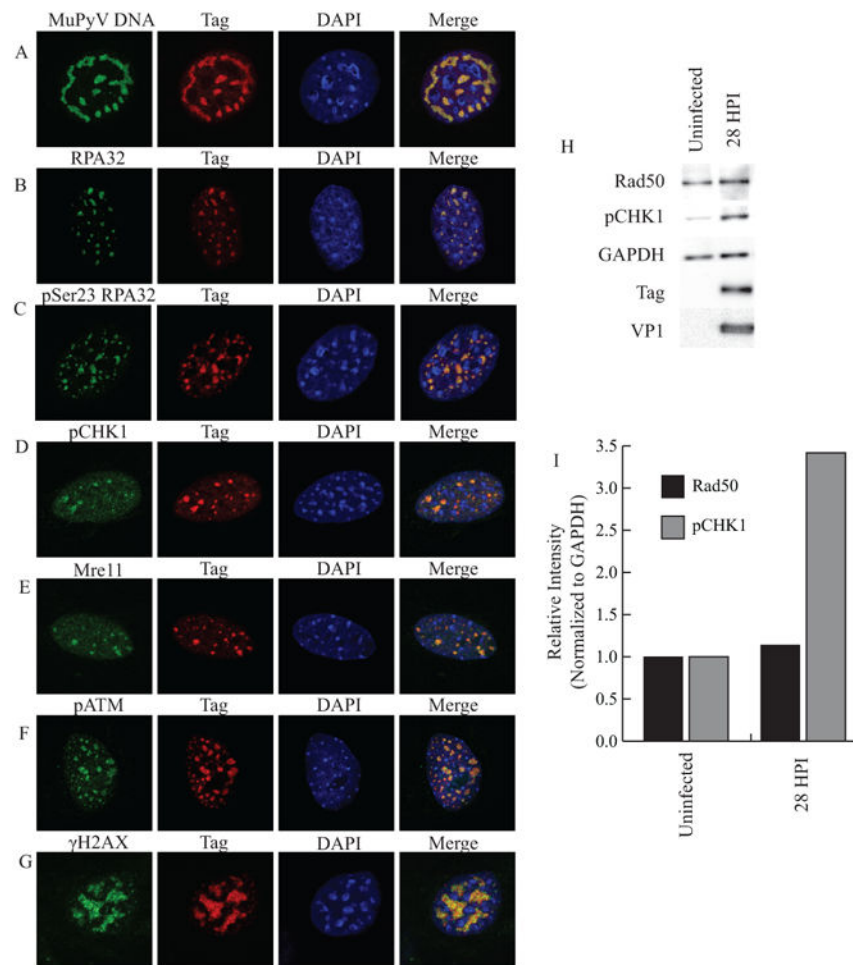 MuPyV DNA Tag DAPI Merge
A
RPA32 Tag DAPI Merge
B
pSer23 RPA32 Tag DAPI Merge
C
pCHK1 Tag DAPI Merge
D
Mre11 Tag DAPI Merge
E
pATM Tag DAPI Merge
F
γH2AX Tag DAPI Merge
G
H
Uninfected
28 HPI
Rad50
pCHK1
GAPDH
Tag
VP1
I
Relative Intensity
(Normalized to GAPDH)
3.5
3.0
2.5
2.0
1.5
1.0
0.5
0.0
Rad50
pCHK1
Uninfected
28 HPI